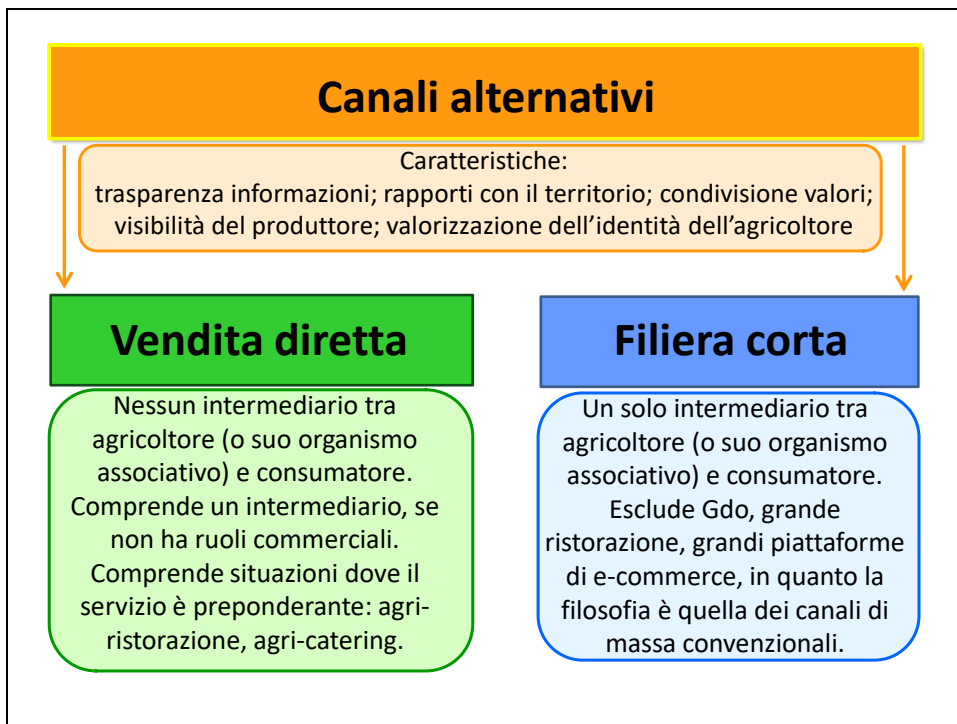 Canali alternativi
Caratteristiche:
trasparenza informazioni; rapporti con il territorio; condivisione valori;
visibilità del produttore; valorizzazione dell’identità dell’agricoltore
Vendita diretta
Nessun intermediario tra
agricoltore (o suo organismo
associativo) e consumatore.
Comprende un intermediario, se
non ha ruoli commerciali.
Comprende situazioni dove il
servizio è preponderante: agri-
ristorazione, agri-catering.
Filiera corta
Un solo intermediario tra
agricoltore (o suo organismo
associativo) e consumatore.
Esclude Gdo, grande
ristorazione, grandi piattaforme
di e-commerce, in quanto la
filosofia è quella dei canali di
massa convenzionali.